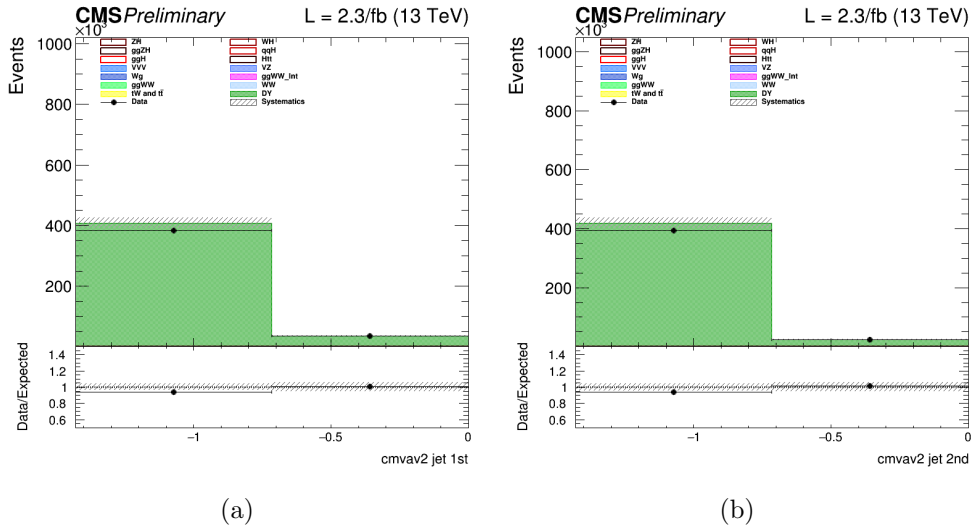 CMS Preliminary L = 2.3/fb (13 TeV)
×10³
Events
1000
800
600
400
200
ZH WH
ggZH qqH
ggH Htt
VVV VZ
Wg ggWW_Int
ggWW WW
tW and tt̄ DY
Data Systematics
Data/Expected
1.4
1.2
1
0.8
0.6
−1 −0.5 0
cmvav2 jet 1st
(a)
CMS Preliminary L = 2.3/fb (13 TeV)
×10³
Events
1000
800
600
400
200
ZH WH
ggZH qqH
ggH Htt
VVV VZ
Wg ggWW_Int
ggWW WW
tW and tt̄ DY
Data Systematics
Data/Expected
1.4
1.2
1
0.8
0.6
−1 −0.5 0
cmvav2 jet 2nd
(b)